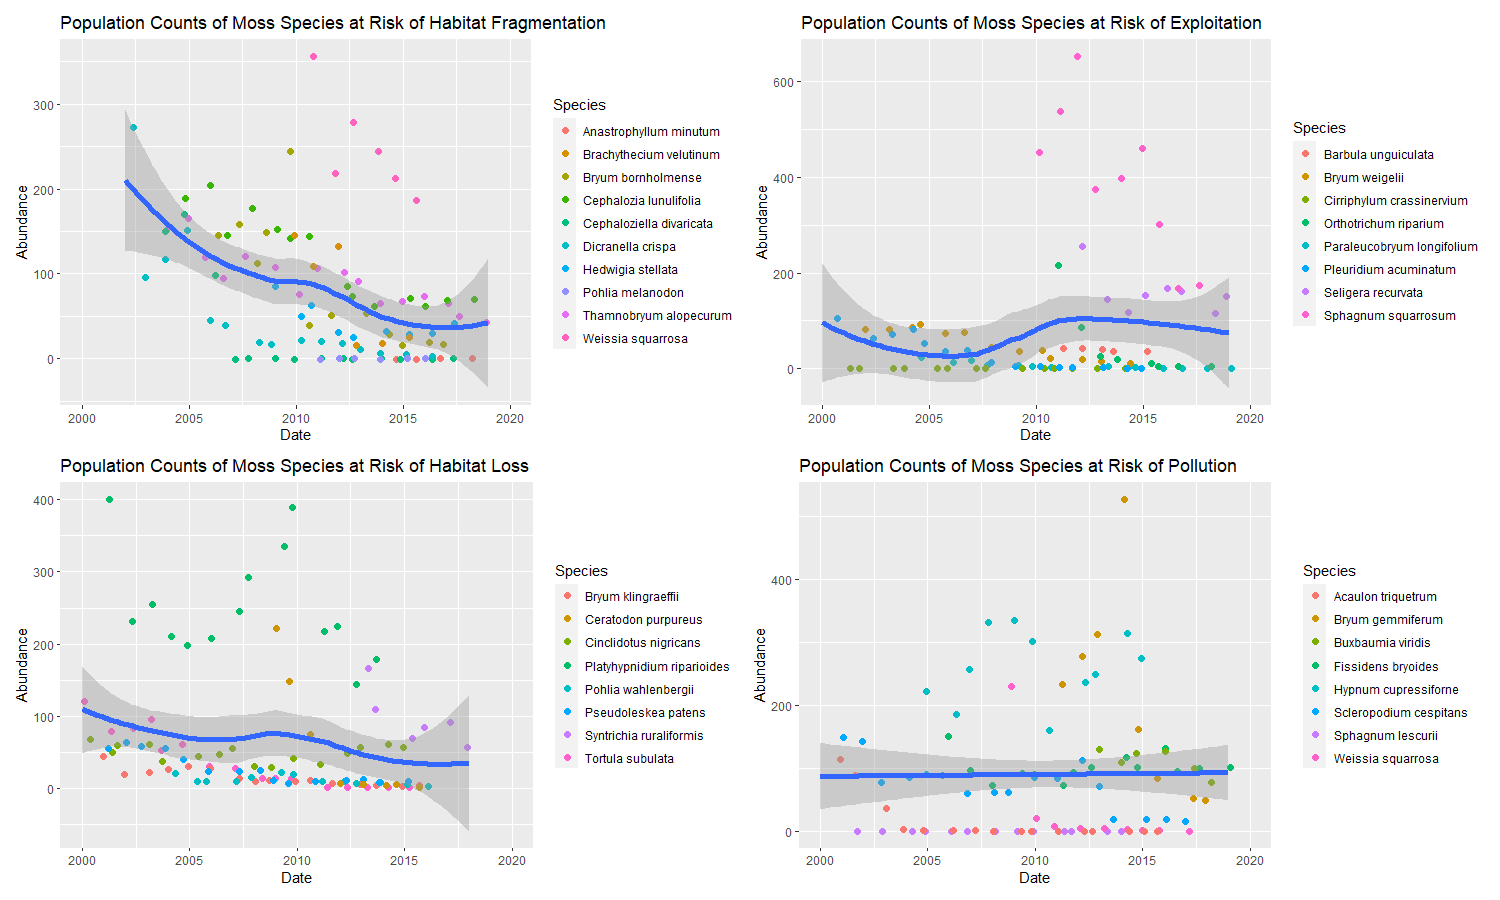 Population Counts of Moss Species at Risk of Habitat Fragmentation
Abundance
300
200
100
0
2000
2005
2010
2015
2020
Date
Species
Anastrophyllum minutum
Brachythecium velutinum
Bryum bornholmense
Cephalozia lunulifolia
Cephaloziella divaricata
Dicranella crispa
Hedwigia stellata
Pohlia melanodon
Thamnobryum alopecurum
Weissia squarrosa
Population Counts of Moss Species at Risk of Exploitation
Abundance
600
400
200
0
2000
2005
2010
2015
2020
Date
Species
Barbula unguiculata
Bryum weigelii
Cirriphylum crassinervium
Orthotrichum riparium
Paraleucobryum longifolium
Pleuridium acuminatum
Seligera recurvata
Sphagnum squarrosum
Population Counts of Moss Species at Risk of Habitat Loss
Abundance
400
300
200
100
0
2000
2005
2010
2015
2020
Date
Species
Bryum klingraeffii
Ceratodon purpureus
Cinclidotus nigricans
Platyhypnidium riparioides
Pohlia wahlenbergii
Pseudoleskea patens
Syntrichia ruraliformis
Tortula subulata
Population Counts of Moss Species at Risk of Pollution
Abundance
400
200
0
2000
2005
2010
2015
2020
Date
Species
Acaulon triquetrum
Bryum gemmiferum
Buxbaumia viridis
Fissidens bryoides
Hypnum cupressiforne
Scleropodium cespitans
Sphagnum lescurii
Weissia squarrosa